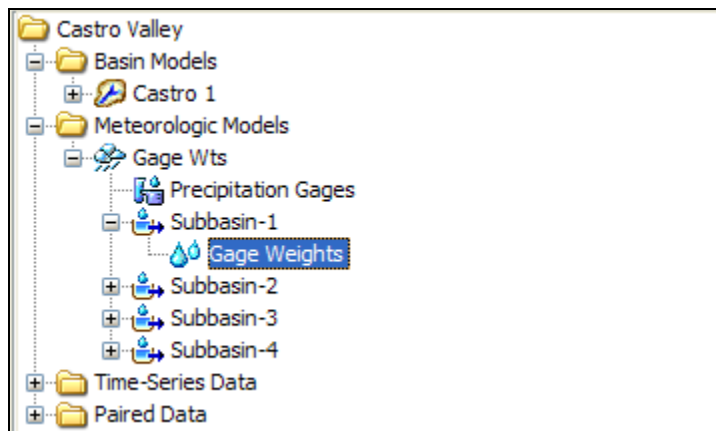 Castro Valley
Basin Models
Castro 1
Meteorologic Models
Gage Wts
Precipitation Gages
Subbasin-1
Gage Weights
Subbasin-2
Subbasin-3
Subbasin-4
Time-Series Data
Paired Data